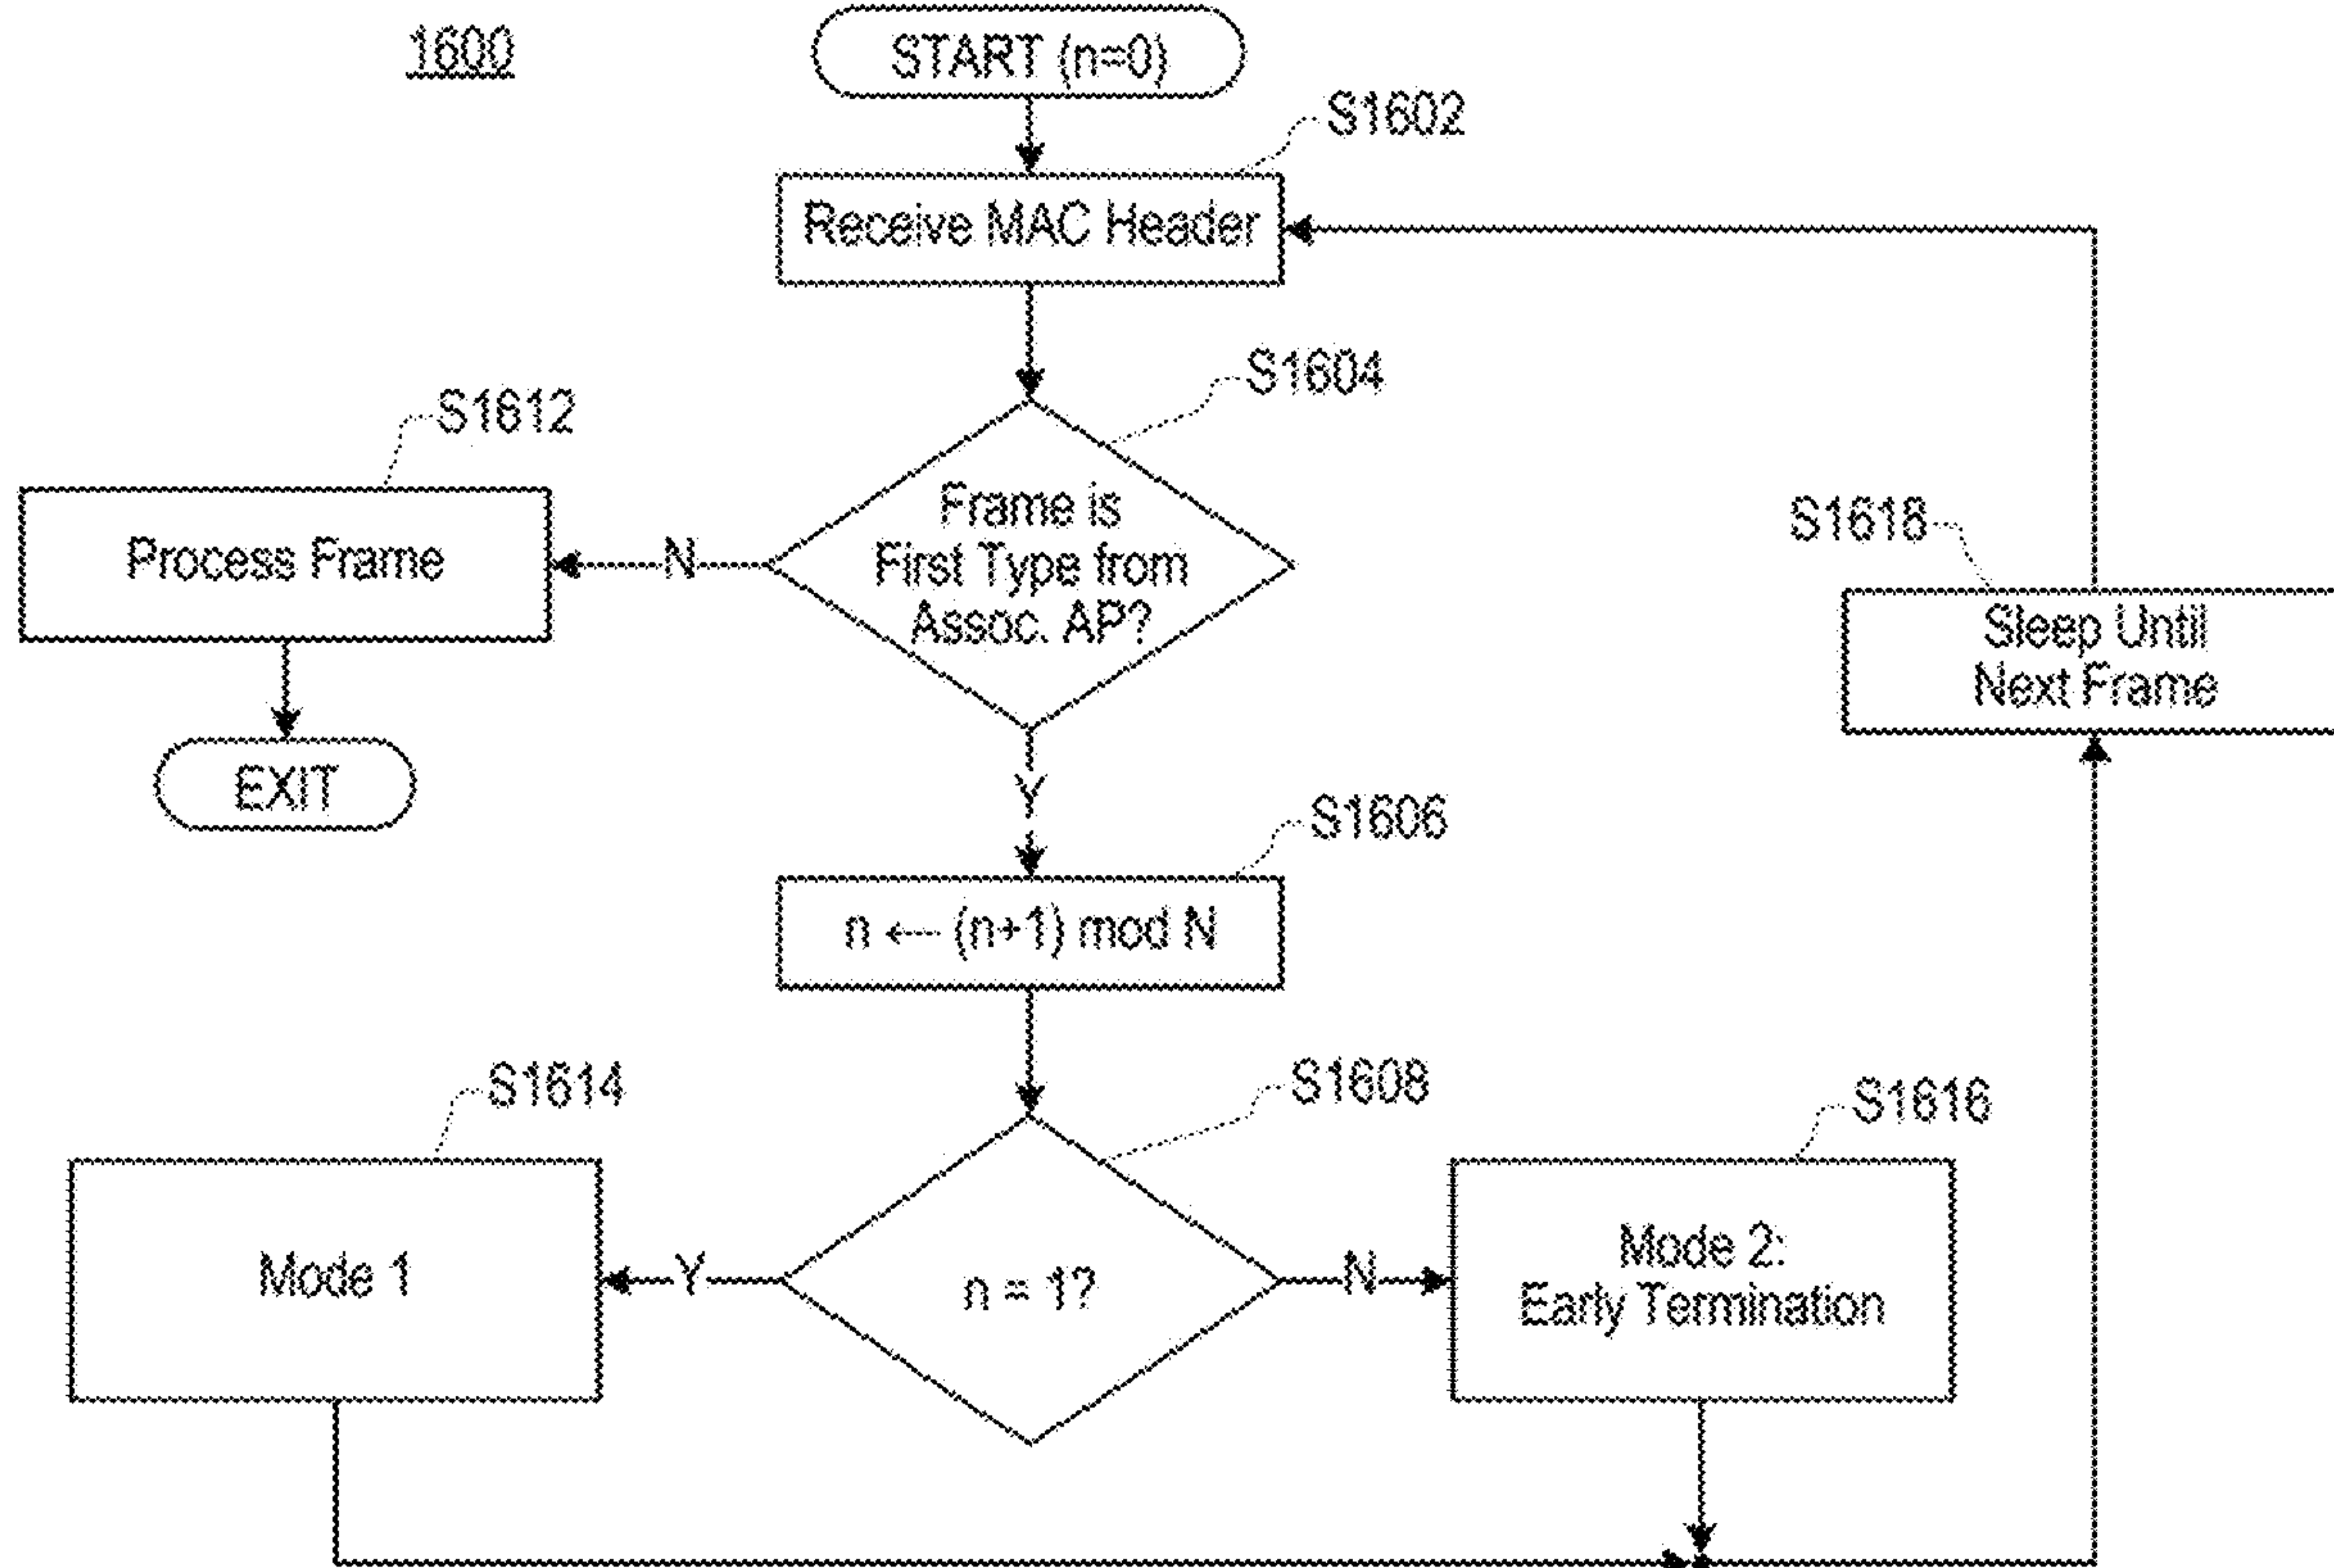 1600
START (n=0)
S1602
Receive MAC Header
S1604
Frame is
First Type from
Assoc. AP?
N
S1612
Process Frame
EXIT
S1618
Sleep Until
Next Frame
Y
S1606
n ← (n+1) mod N
S1608
n = 1?
Y
S1614
Mode 1
N
S1616
Mode 2:
Early Termination